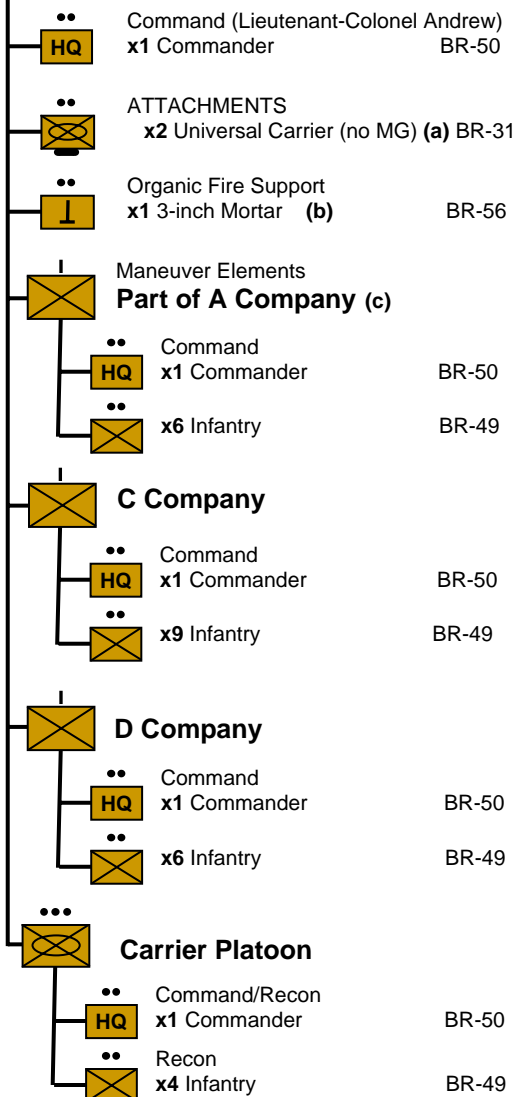 Command (Lieutenant-Colonel Andrew)
HQ x1 Commander BR-50
ATTACHMENTS
x2 Universal Carrier (no MG) (a) BR-31
Organic Fire Support
x1 3-inch Mortar (b) BR-56
Maneuver Elements
Part of A Company (c)
Command
HQ x1 Commander BR-50
x6 Infantry BR-49
C Company
Command
HQ x1 Commander BR-50
x9 Infantry BR-49
D Company
Command
HQ x1 Commander BR-50
x6 Infantry BR-49
Carrier Platoon
Command/Recon
HQ x1 Commander BR-50
Recon
x4 Infantry BR-49